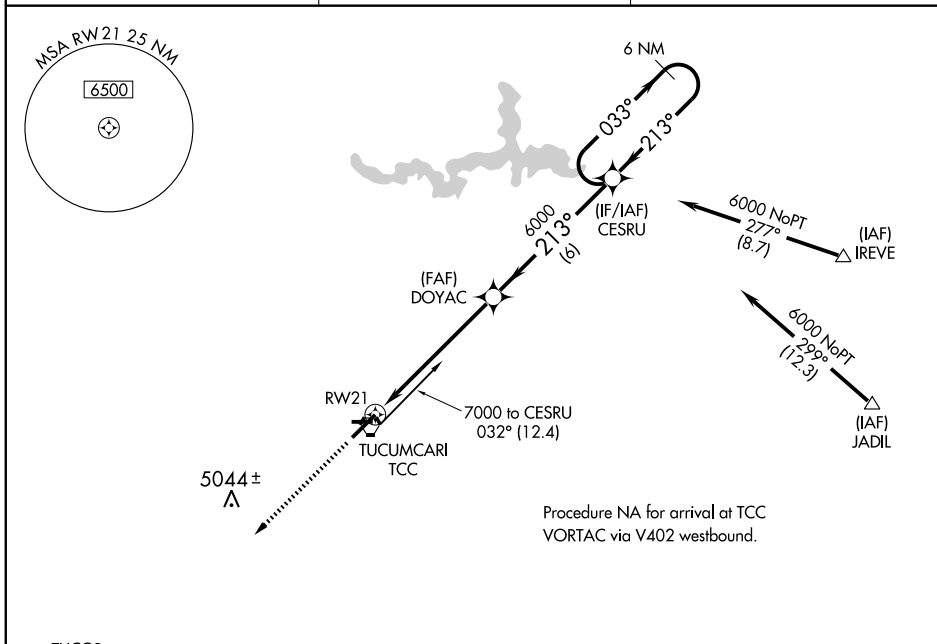 MSA RW21 25 NM
6500
6 NM
033°
213°
(IF/IAF)
CESRU
6000
213°
(6)
6000 NoPT
277°
(8.7)
(IAF)
IREVE
(FAF)
DOYAC
6000 NoPT
299°
(12.3)
(IAF)
JADIL
RW21
7000 to CESRU
032° (12.4)
TUCUMCARI
TCC
5044±
Procedure NA for arrival at TCC
VORTAC via V402 westbound.